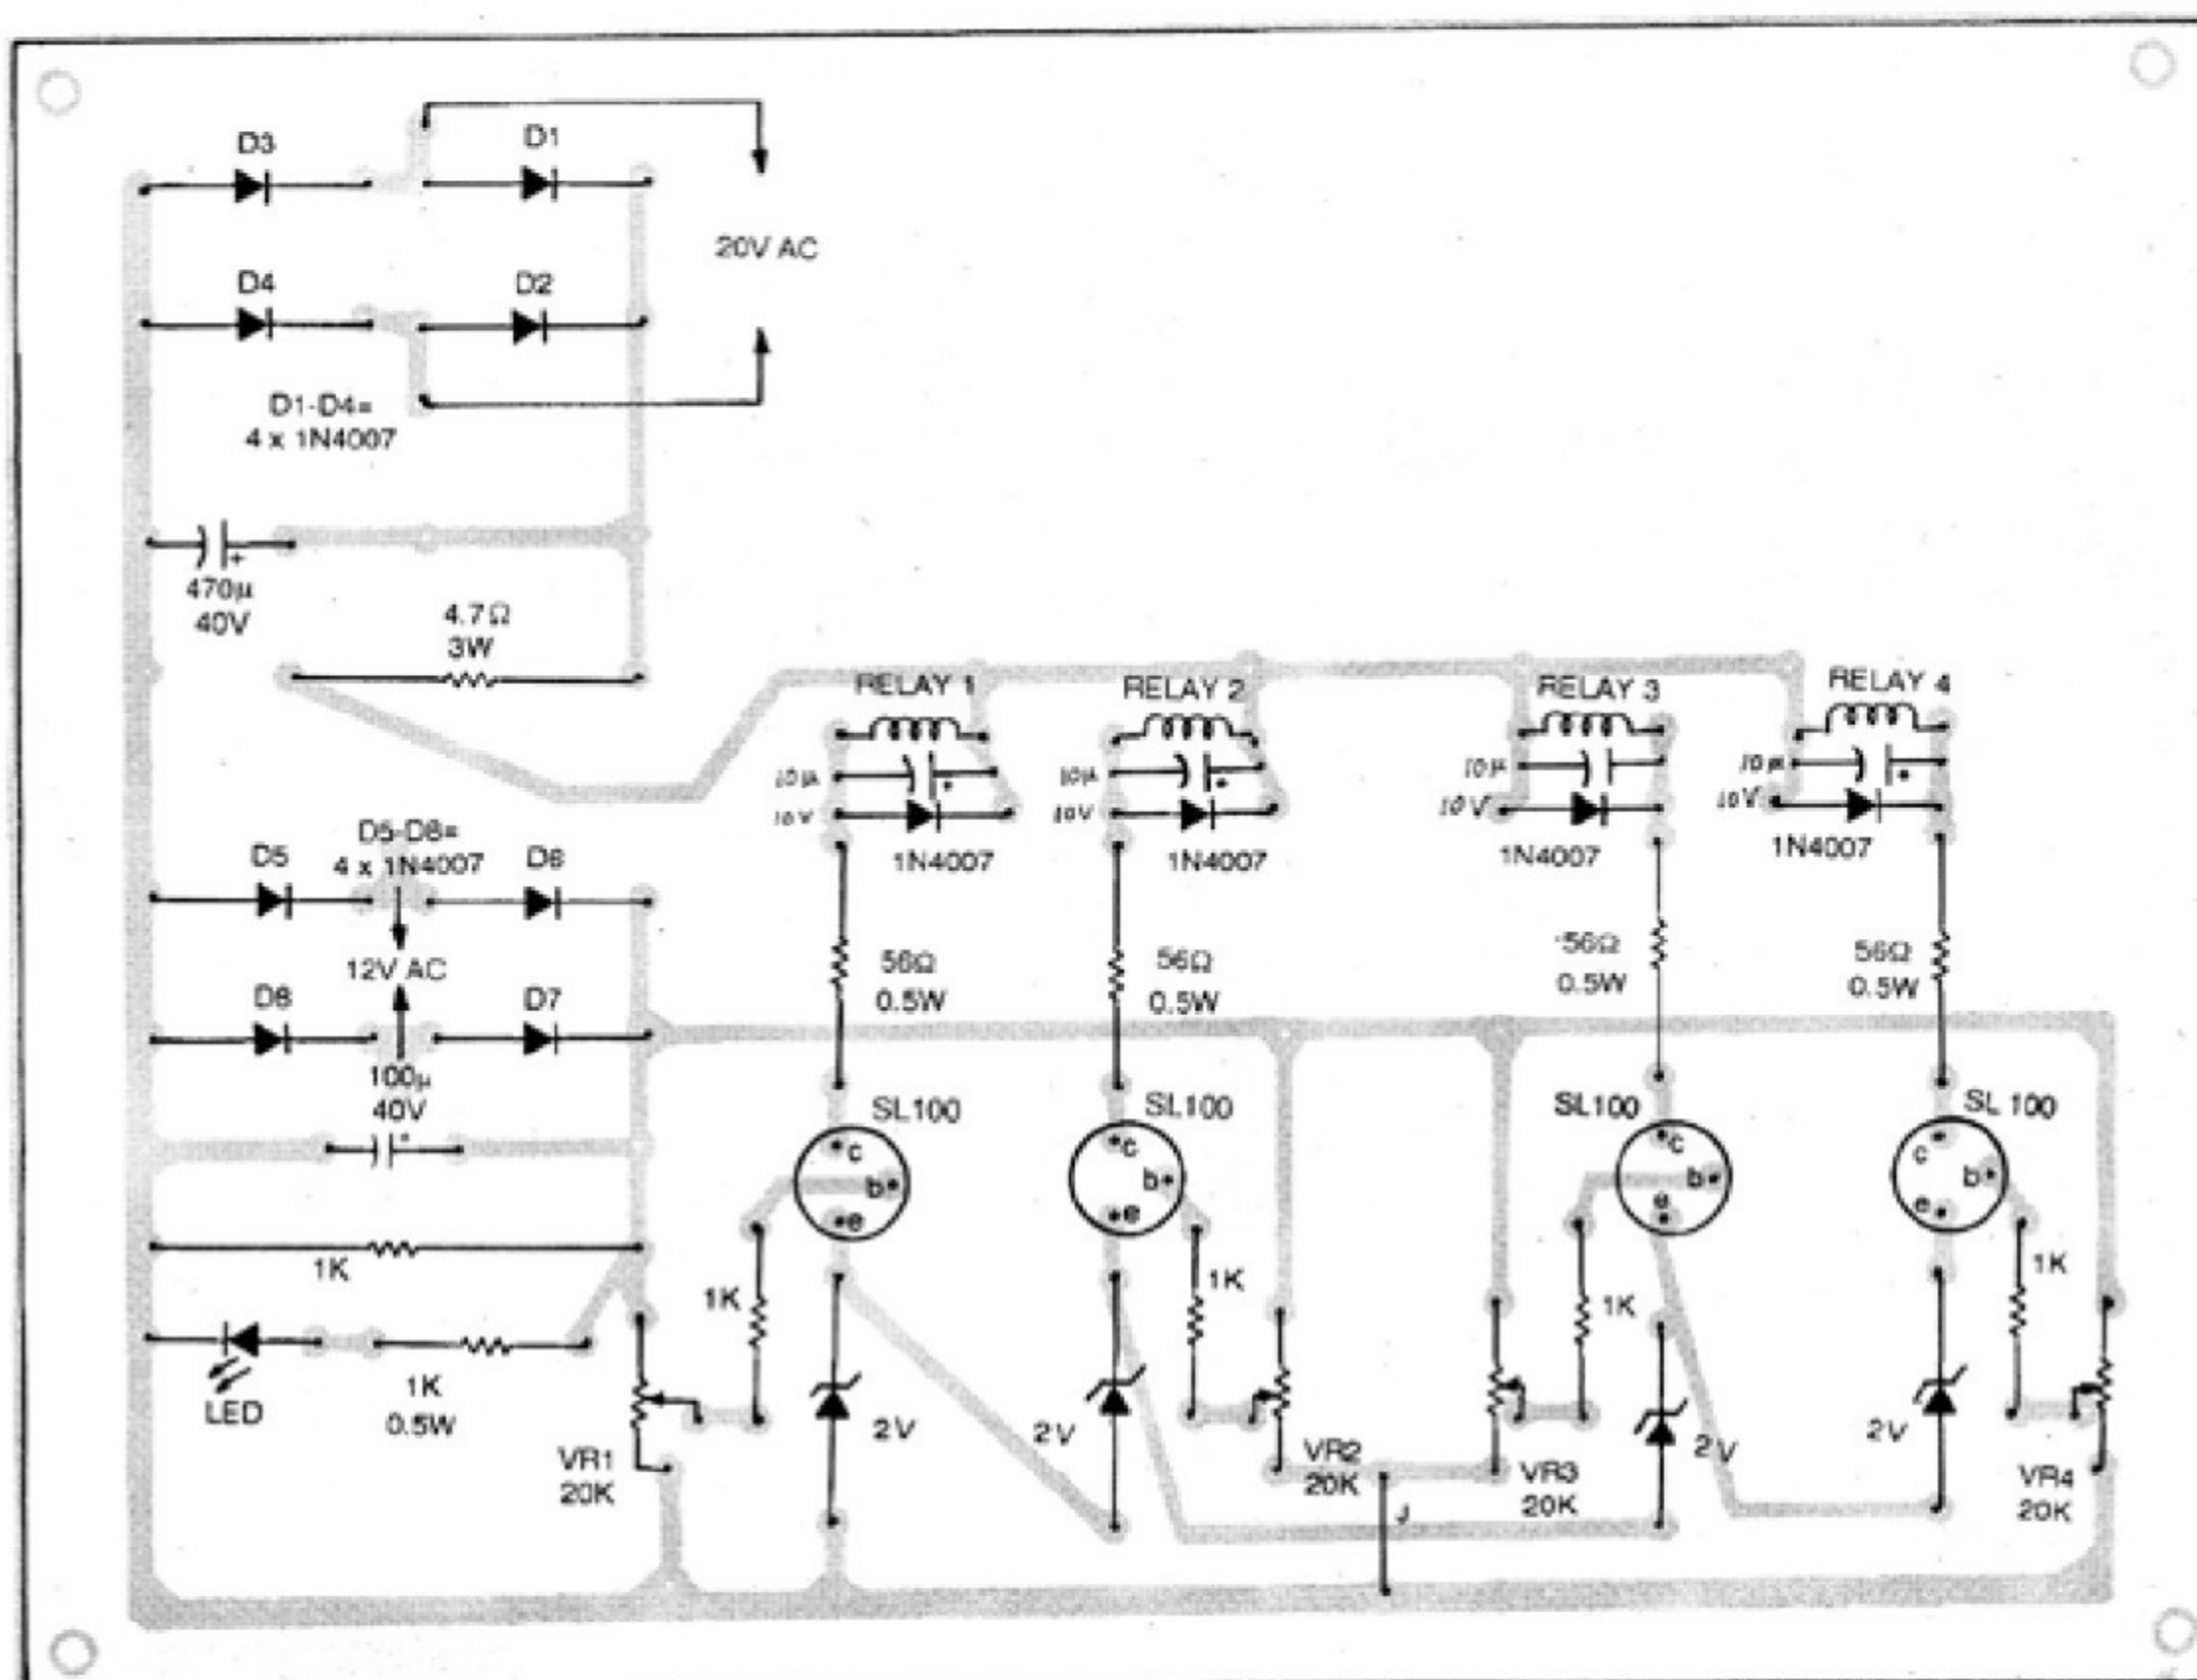 D3
D1
20V AC
D4
D2
D1-D4=
4 x 1N4007
+
470µ
40V
4.7Ω
3W
RELAY 1
RELAY 2
RELAY 3
RELAY 4
10µ
10V
1N4007
10µ
10V
1N4007
10µ
10V
1N4007
10µ
10V
1N4007
D5-D8=
4 x 1N4007
D5
D6
12V AC
D8
D7
100µ
40V
56Ω
0.5W
56Ω
0.5W
56Ω
0.5W
56Ω
0.5W
SL100
SL100
SL100
SL 100
c
b
e
c
b
e
c
b
e
c
b
e
1K
1K
1K
1K
1K
LED
1K
0.5W
2V
2V
2V
2V
VR1
20K
VR2
20K
J
VR3
20K
VR4
20K